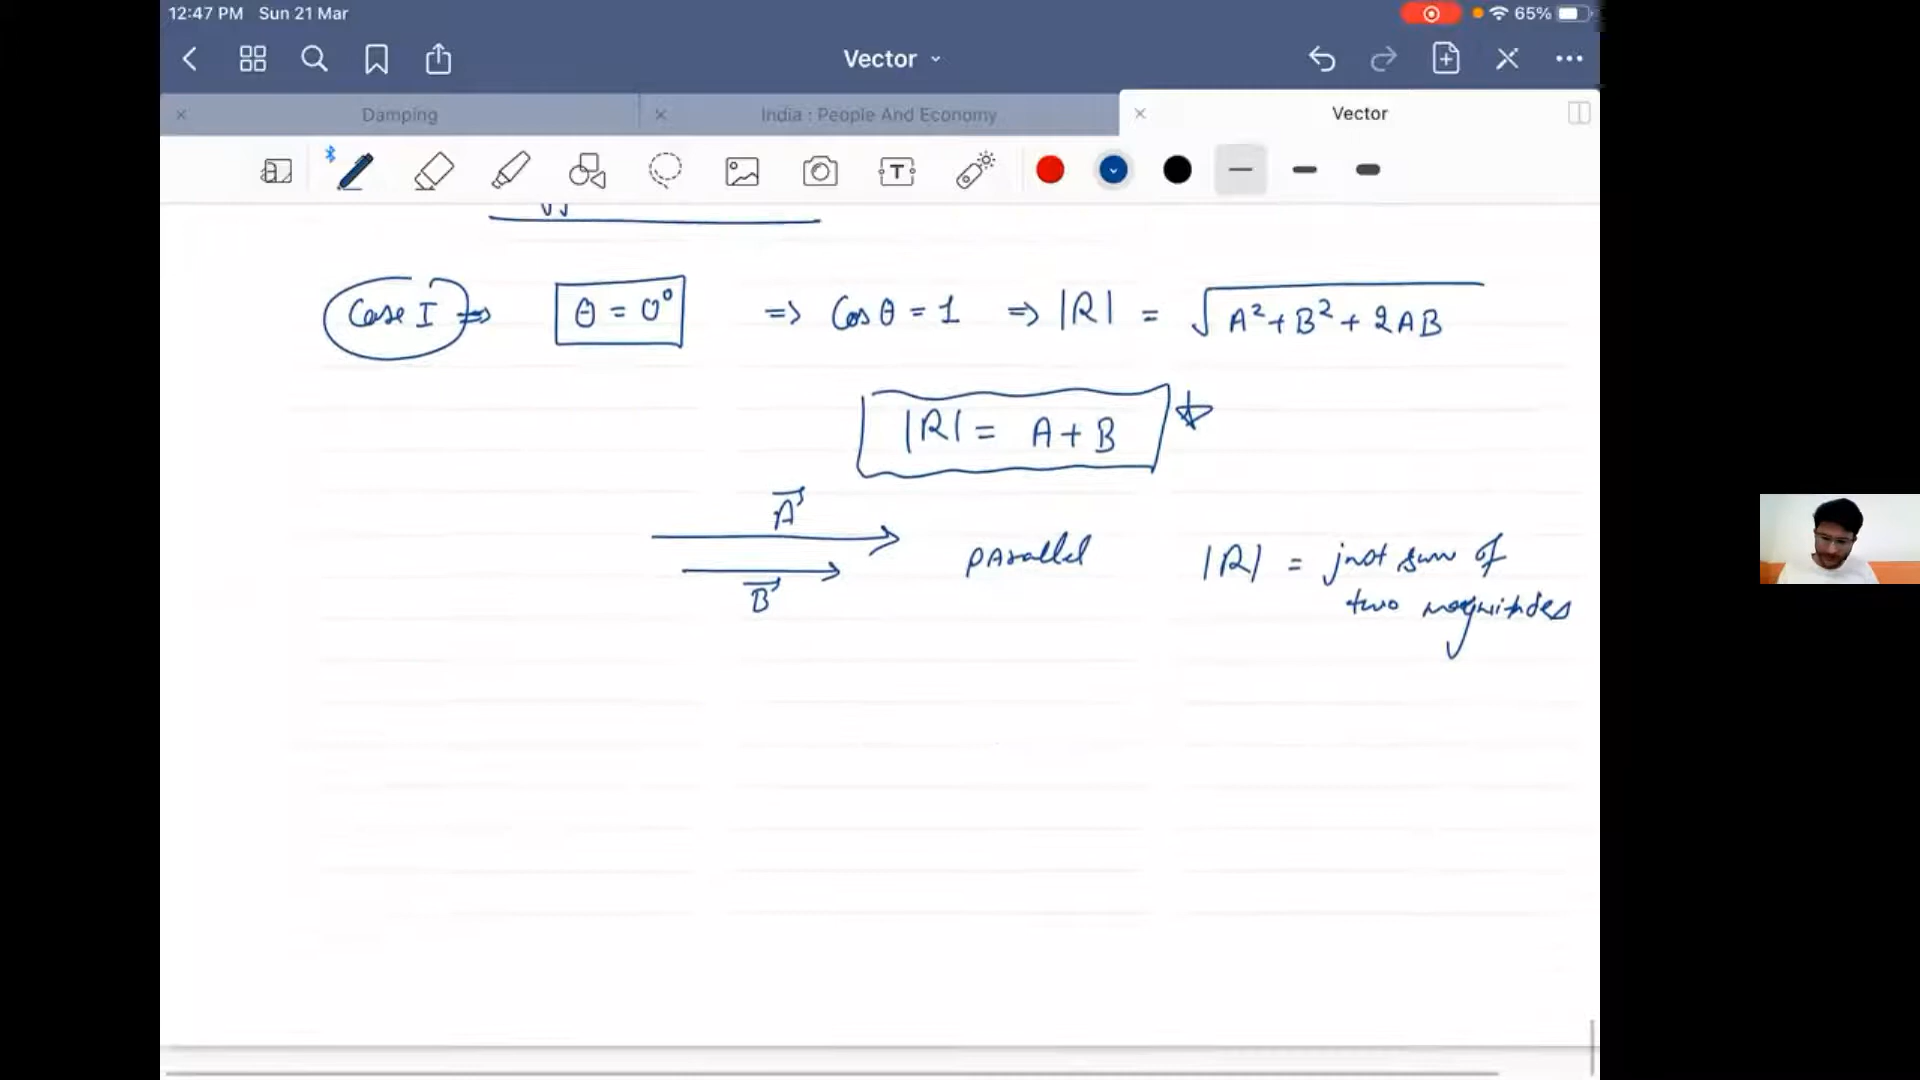 12:47 PM Sun 21 Mar
65%
Vector
Damping
India : People And Economy
Vector
T
Case I ⇒ θ = 0° ⇒ Cos θ = 1 ⇒ |R| = √A²+B²+2AB
|R| = A+B
A⃗
B⃗
parallel
|R| = just sum of
two magnitudes